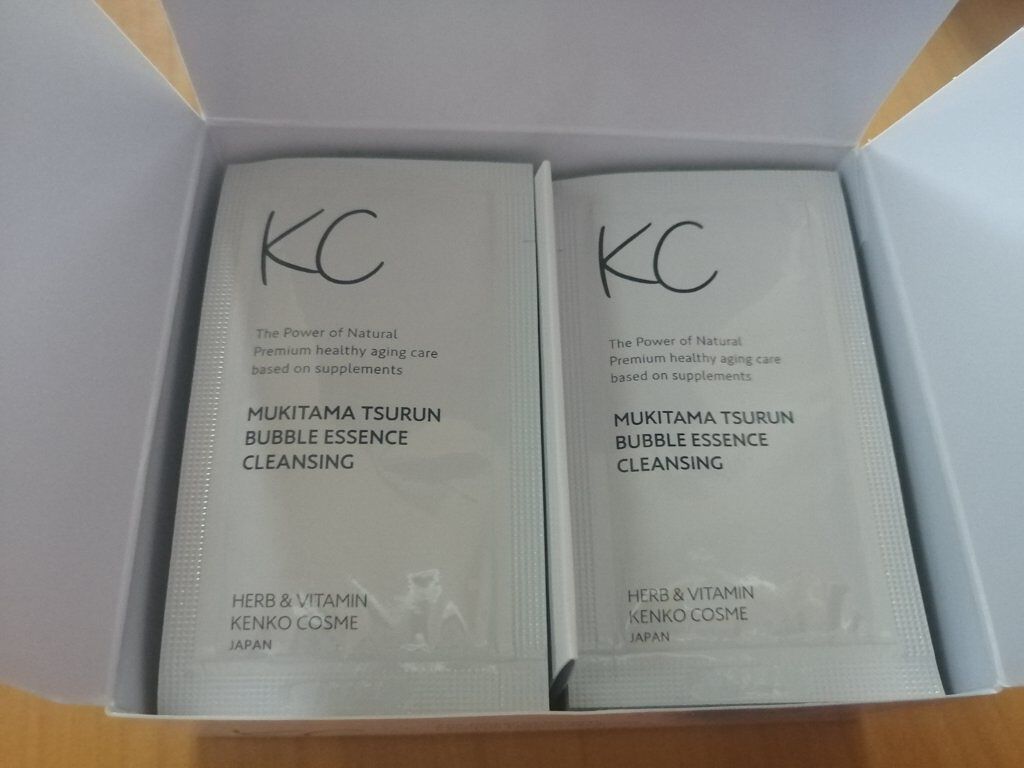 KC
The Power of Natural
Premium healthy aging care
based on supplements
MUKITAMA TSURUN
BUBBLE ESSENCE
CLEANSING
HERB & VITAMIN
KENKO COSME
JAPAN
KC
The Power of Natural
Premium healthy aging care
based on supplements
MUKITAMA TSURUN
BUBBLE ESSENCE
CLEANSING
HERB & VITAMIN
KENKO COSME
JAPAN